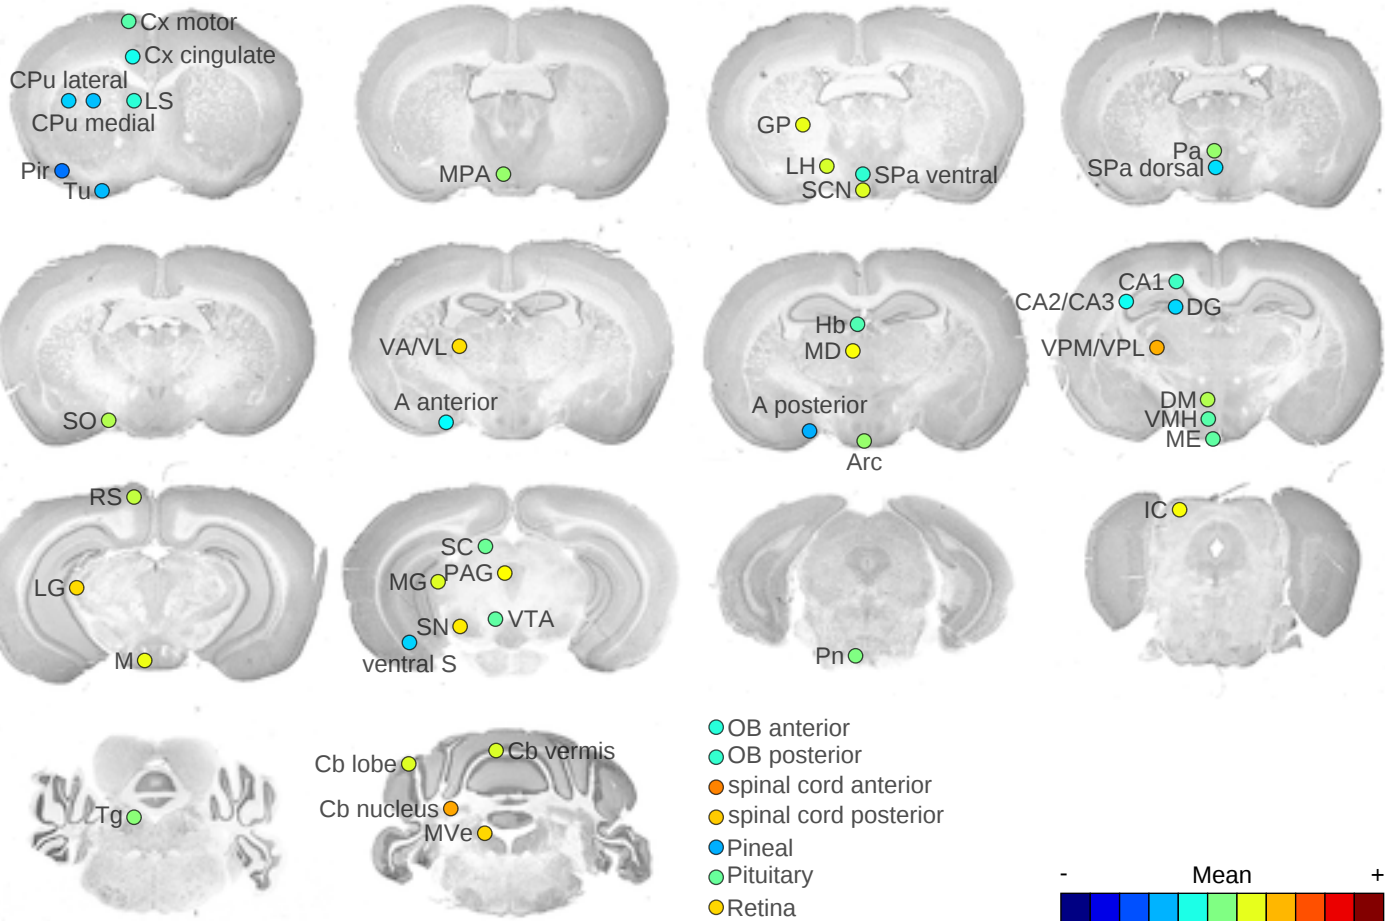 Cx motor
Cx cingulate
CPu lateral
LS
CPu medial
Pir
Tu
MPA
GP
LH
SPa ventral
SCN
Pa
SPa dorsal
SO
VA/VL
A anterior
Hb
MD
A posterior
Arc
CA1
CA2/CA3
DG
VPM/VPL
DM
VMH
ME
RS
LG
M
SC
MG
PAG
SN
VTA
ventral S
Pn
IC
Tg
Cb lobe
Cb vermis
Cb nucleus
MVe
OB anterior
OB posterior
spinal cord anterior
spinal cord posterior
Pineal
Pituitary
Retina
- Mean +